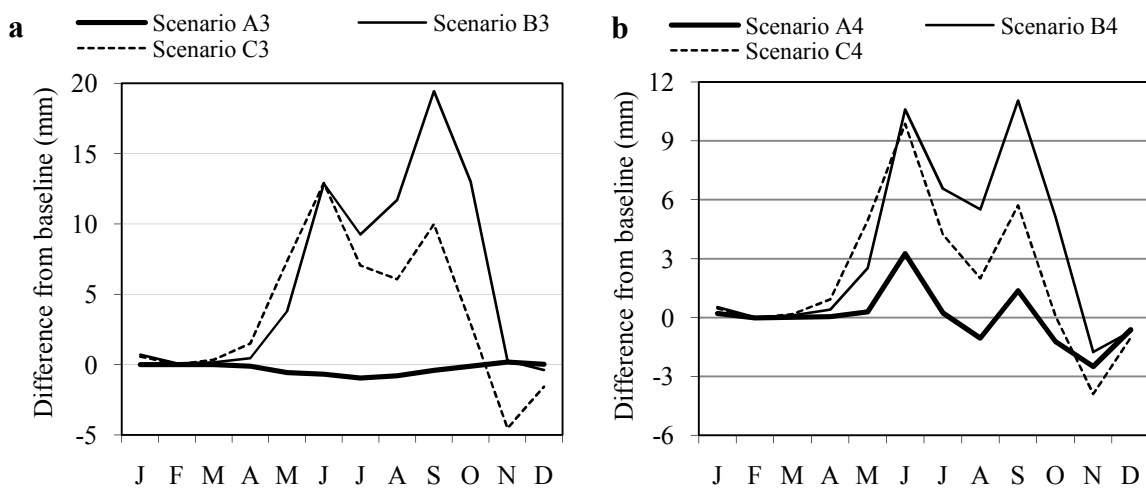 a
Scenario A3
Scenario B3
Scenario C3
Difference from baseline (mm)
20
15
10
5
0
-5
J F M A M J J A S O N D
b
Scenario A4
Scenario B4
Scenario C4
Difference from baseline (mm)
12
9
6
3
0
-3
-6
J F M A M J J A S O N D